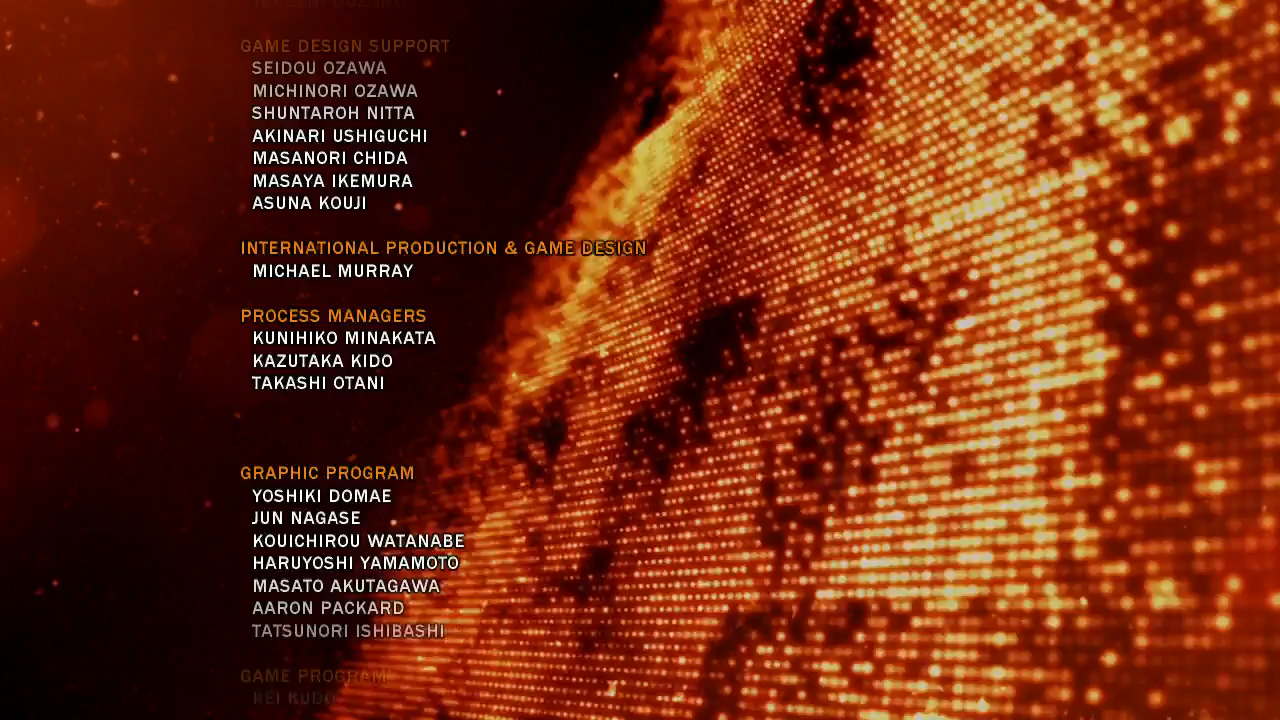 GAME DESIGN SUPPORT
SEIDOU OZAWA
MICHINORI OZAWA
SHUNTAROH NITTA
AKINARI USHIGUCHI
MASANORI CHIDA
MASAYA IKEMURA
ASUNA KOUJI
INTERNATIONAL PRODUCTION & GAME DESIGN
MICHAEL MURRAY
PROCESS MANAGERS
KUNIHIKO MINAKATA
KAZUTAKA KIDO
TAKASHI OTANI
GRAPHIC PROGRAM
YOSHIKI DOMAE
JUN NAGASE
KOUICHIROU WATANABE
HARUYOSHI YAMAMOTO
MASATO AKUTAGAWA
AARON PACKARD
TATSUNORI ISHIBASHI
GAME PROGRAM
REI KUDO